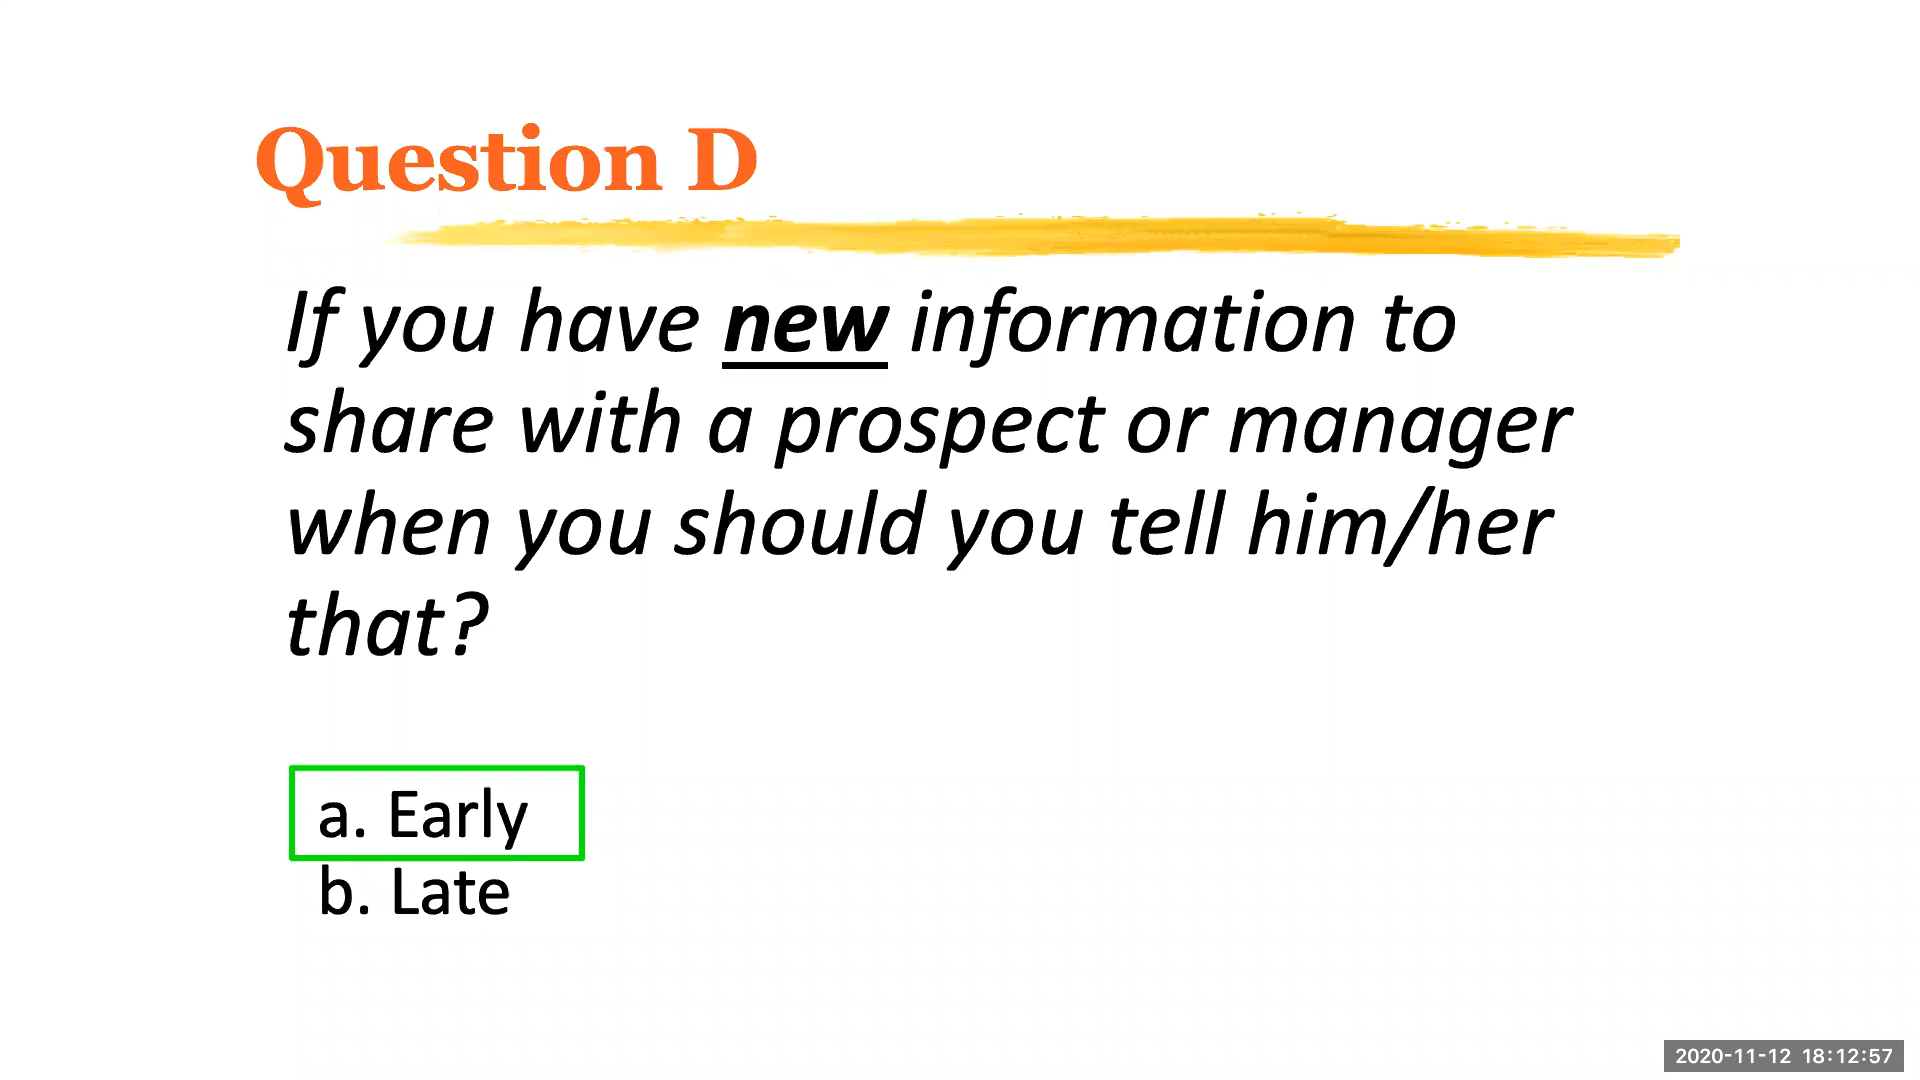 Question D
If you have new information to
share with a prospect or manager
when you should you tell him/her
that?
a. Early
b. Late
2020-11-12 18:12:57